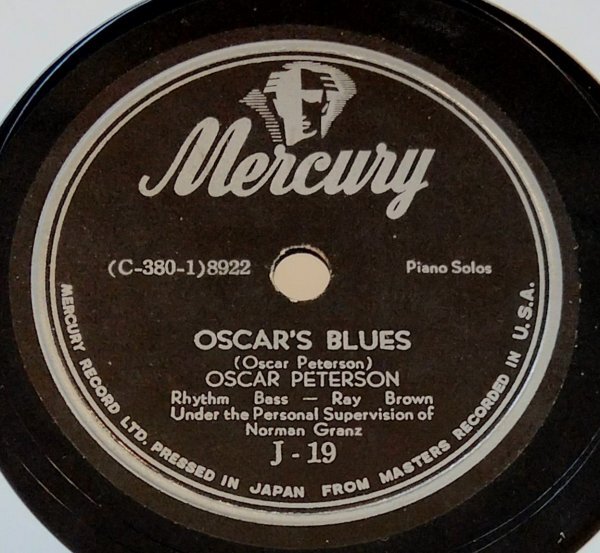 Mercury
(C-380-1)8922
Piano Solos
OSCAR'S BLUES
(Oscar Peterson)
OSCAR PETERSON
Rhythm Bass — Ray Brown
Under the Personal Supervision of
Norman Granz
J - 19
MERCURY RECORD LTD. PRESSED IN JAPAN FROM MASTERS RECORDED IN U.S.A.